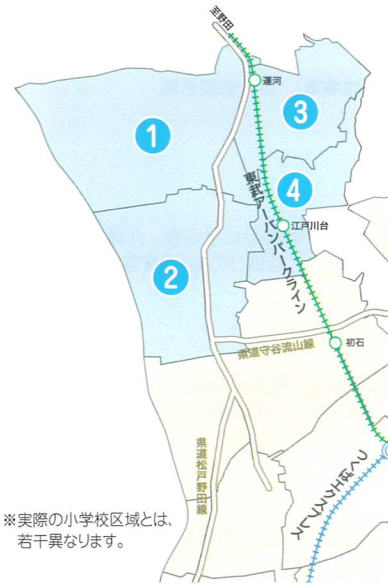 至野田
運河
1
3
4
東武アーバンパークライン
江戸川台
2
初石
県道守谷流山線
県道松戸野田線
つくばエクスプレス
※実際の小学校区域とは、
若干異なります。